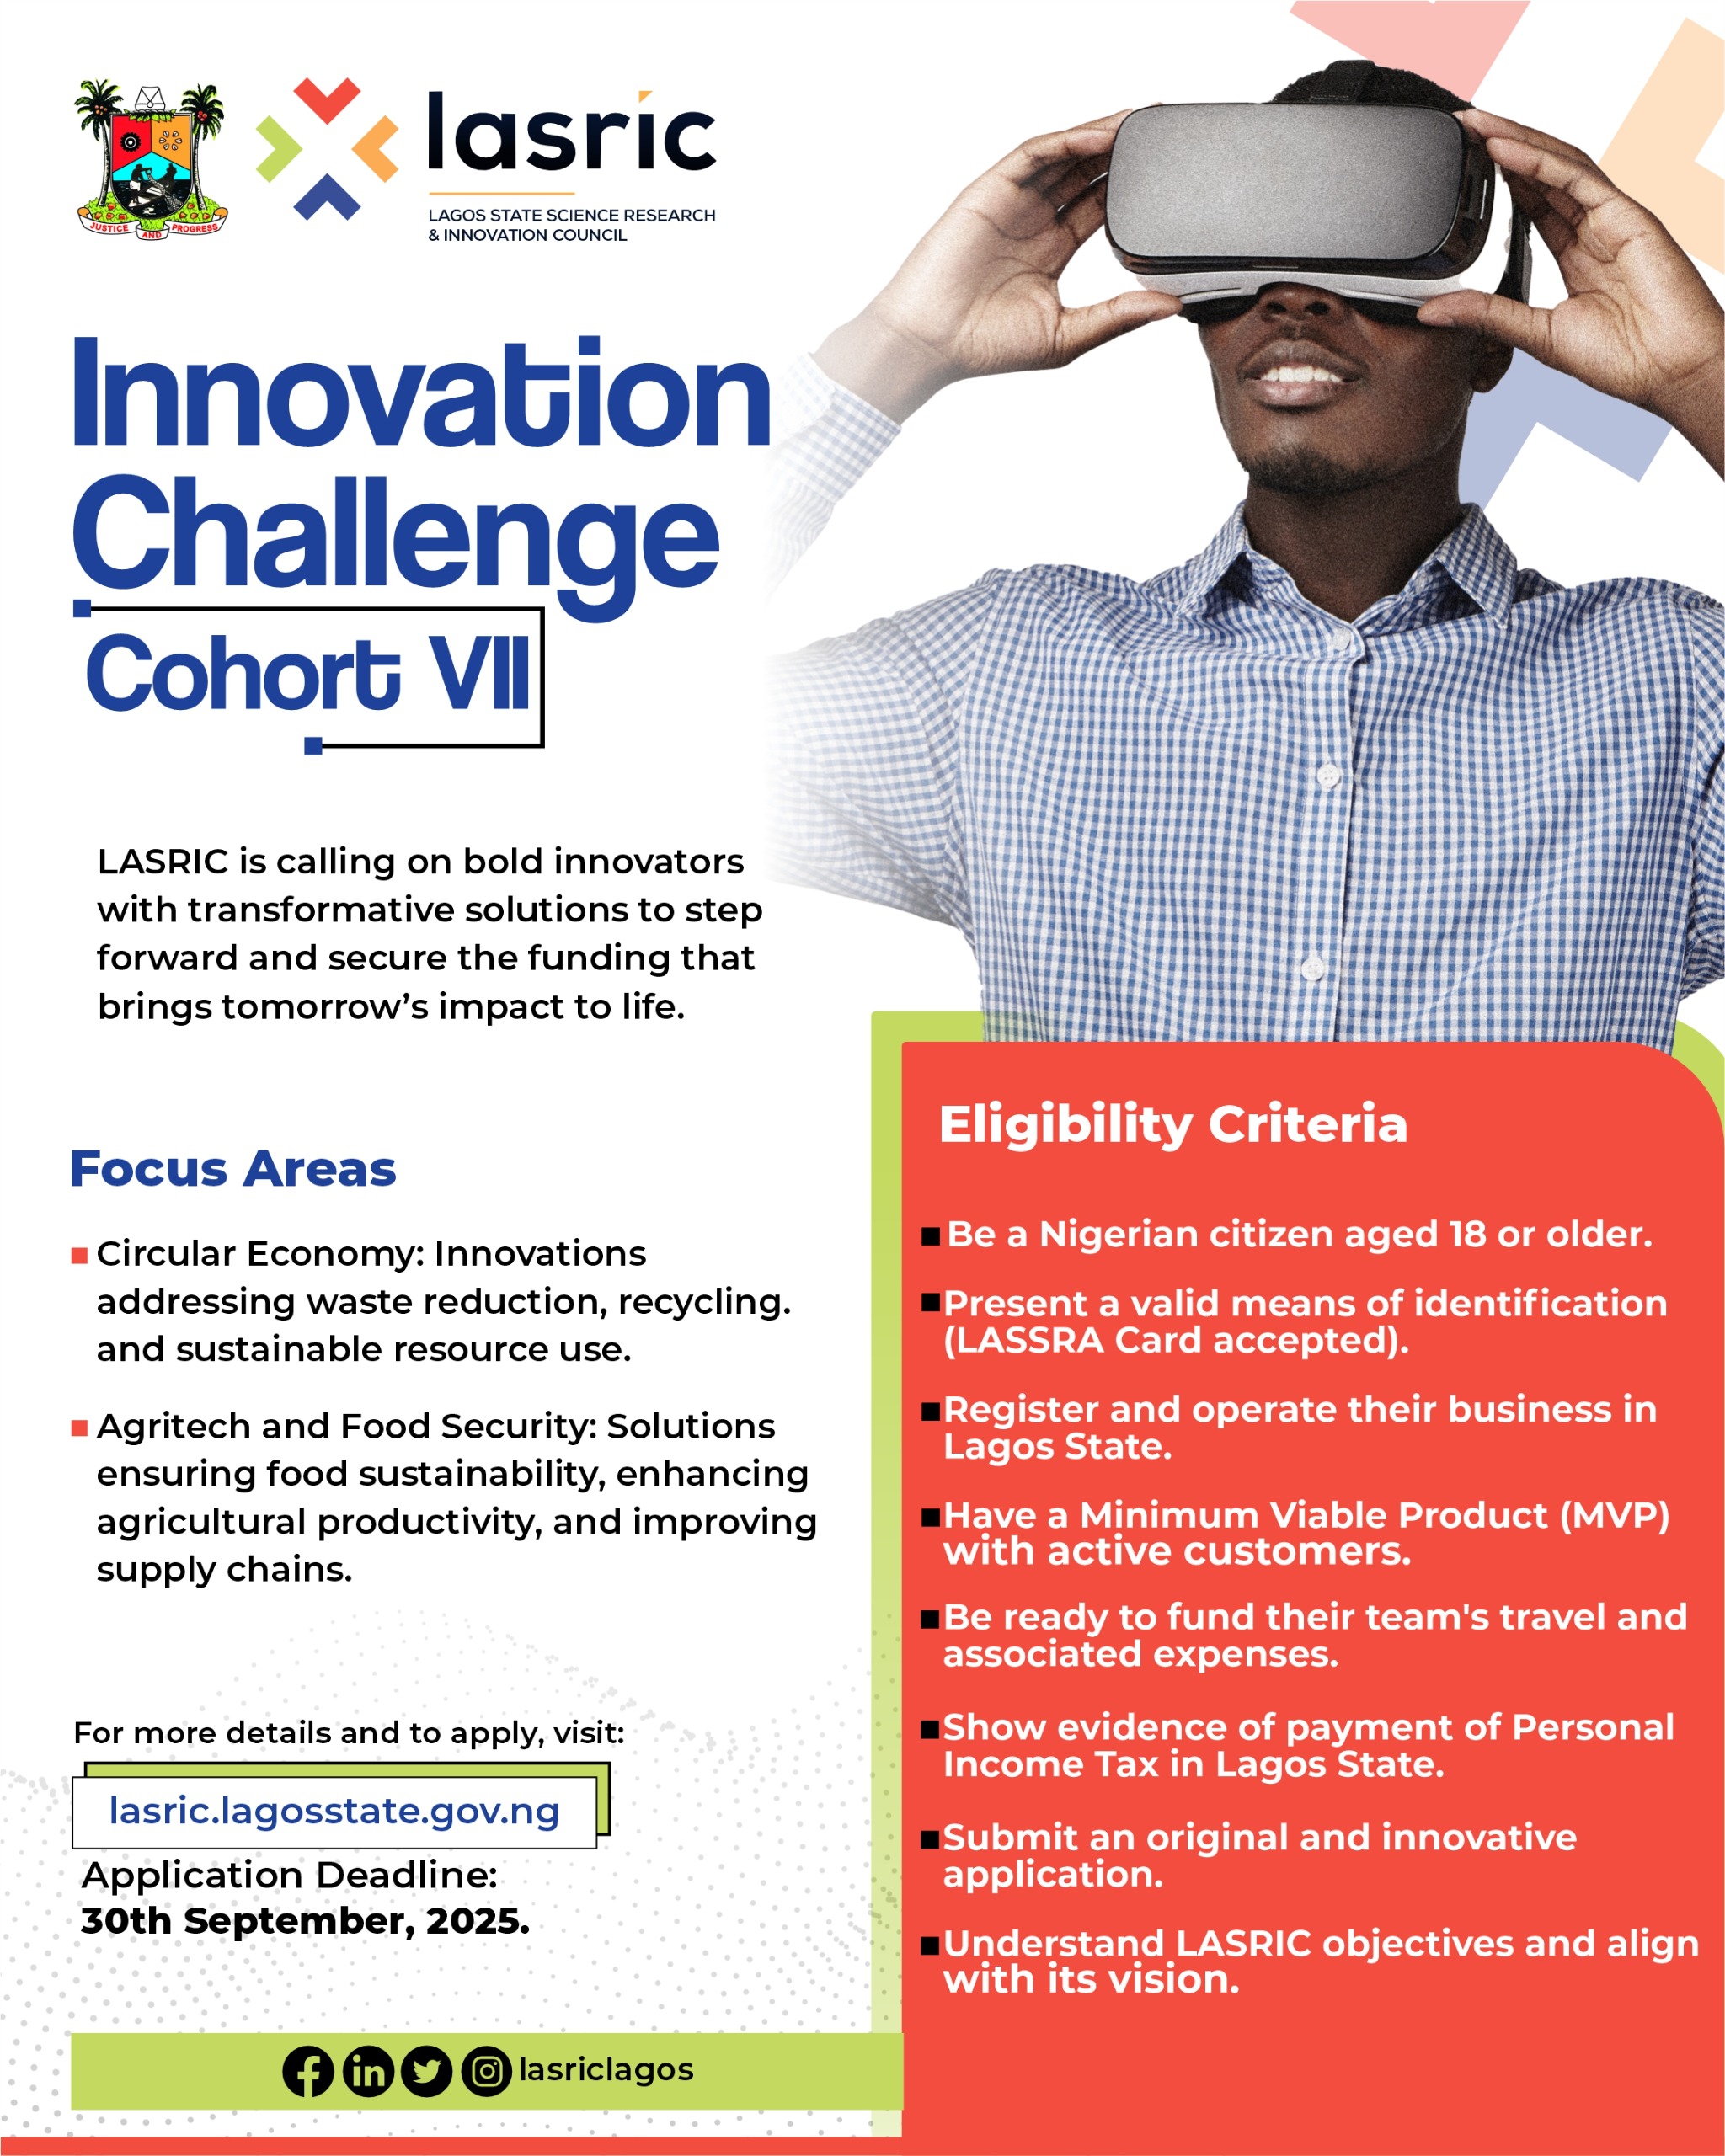 JUSTICE AND PROGRESS
lasric
LAGOS STATE SCIENCE RESEARCH
& INNOVATION COUNCIL
Innovation
Challenge
Cohort VII
LASRIC is calling on bold innovators
with transformative solutions to step
forward and secure the funding that
brings tomorrow’s impact to life.
Focus Areas
Circular Economy: Innovations
addressing waste reduction, recycling.
and sustainable resource use.
Agritech and Food Security: Solutions
ensuring food sustainability, enhancing
agricultural productivity, and improving
supply chains.
For more details and to apply, visit:
lasric.lagosstate.gov.ng
Application Deadline:
30th September, 2025.
lasriclagos
Eligibility Criteria
Be a Nigerian citizen aged 18 or older.
Present a valid means of identification
(LASSRA Card accepted).
Register and operate their business in
Lagos State.
Have a Minimum Viable Product (MVP)
with active customers.
Be ready to fund their team's travel and
associated expenses.
Show evidence of payment of Personal
Income Tax in Lagos State.
Submit an original and innovative
application.
Understand LASRIC objectives and align
with its vision.